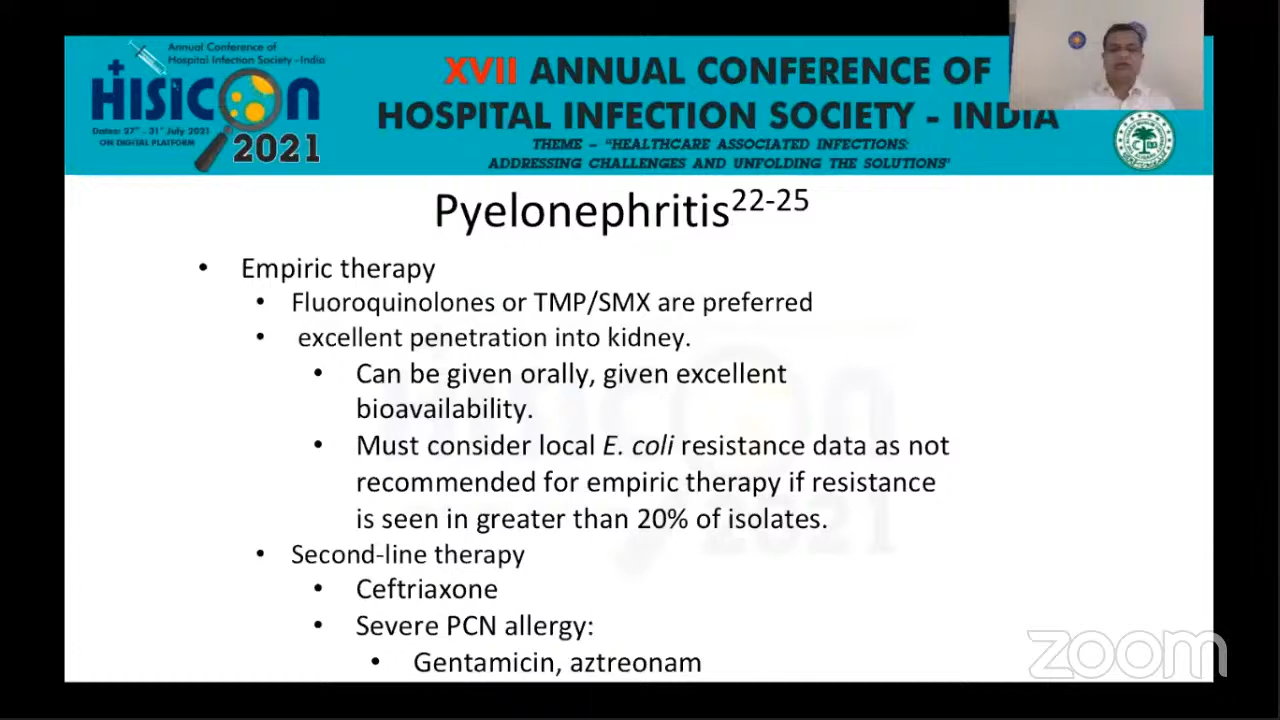 Annual Conference of
Hospital Infection Society -India
HISICON
Dates: 27th - 31st July 2021
ON DIGITAL PLATFORM
2021
XVII ANNUAL CONFERENCE OF
HOSPITAL INFECTION SOCIETY - INDIA
THEME – "HEALTHCARE ASSOCIATED INFECTIONS:
ADDRESSING CHALLENGES AND UNFOLDING THE SOLUTIONS"
Pyelonephritis22-25
• Empiric therapy
• Fluoroquinolones or TMP/SMX are preferred
• excellent penetration into kidney.
• Can be given orally, given excellent
bioavailability.
• Must consider local E. coli resistance data as not
recommended for empiric therapy if resistance
is seen in greater than 20% of isolates.
• Second-line therapy
• Ceftriaxone
• Severe PCN allergy:
• Gentamicin, aztreonam
zoom